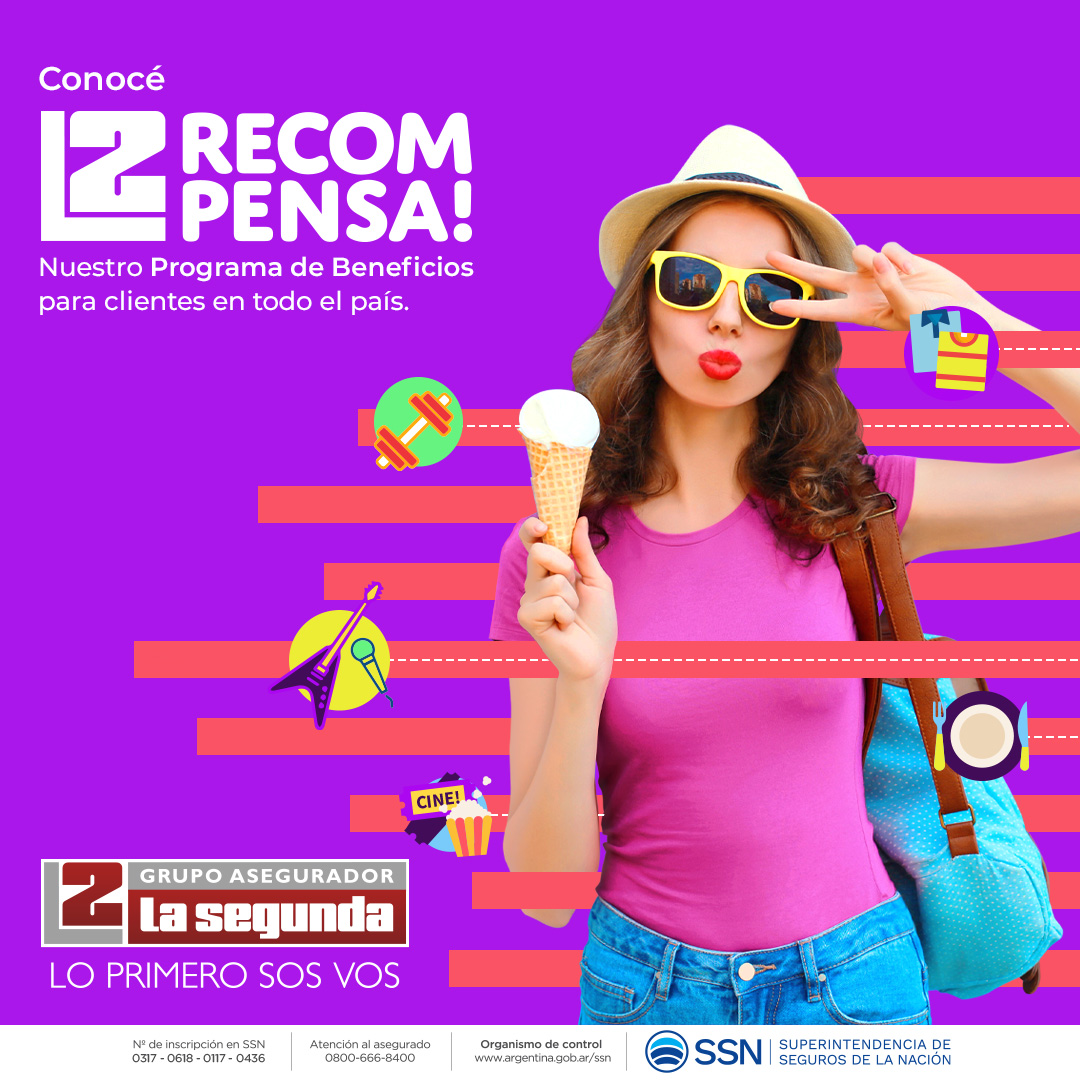 Conocé
L2 RECOM
PENSA!
Nuestro Programa de Beneficios
para clientes en todo el país.
CINE!
L2 GRUPO ASEGURADOR
La segunda
LO PRIMERO SOS VOS
Nº de inscripción en SSN
0317 - 0618 - 0117 - 0436
Atención al asegurado
0800-666-8400
Organismo de control
www.argentina.gob.ar/ssn
SSN
SUPERINTENDENCIA DE
SEGUROS DE LA NACIÓN